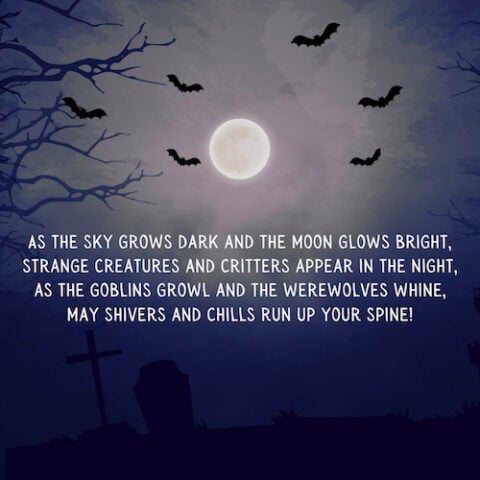 AS THE SKY GROWS DARK AND THE MOON GLOWS BRIGHT,
STRANGE CREATURES AND CRITTERS APPEAR IN THE NIGHT,
AS THE GOBLINS GROWL AND THE WEREWOLVES WHINE,
MAY SHIVERS AND CHILLS RUN UP YOUR SPINE!